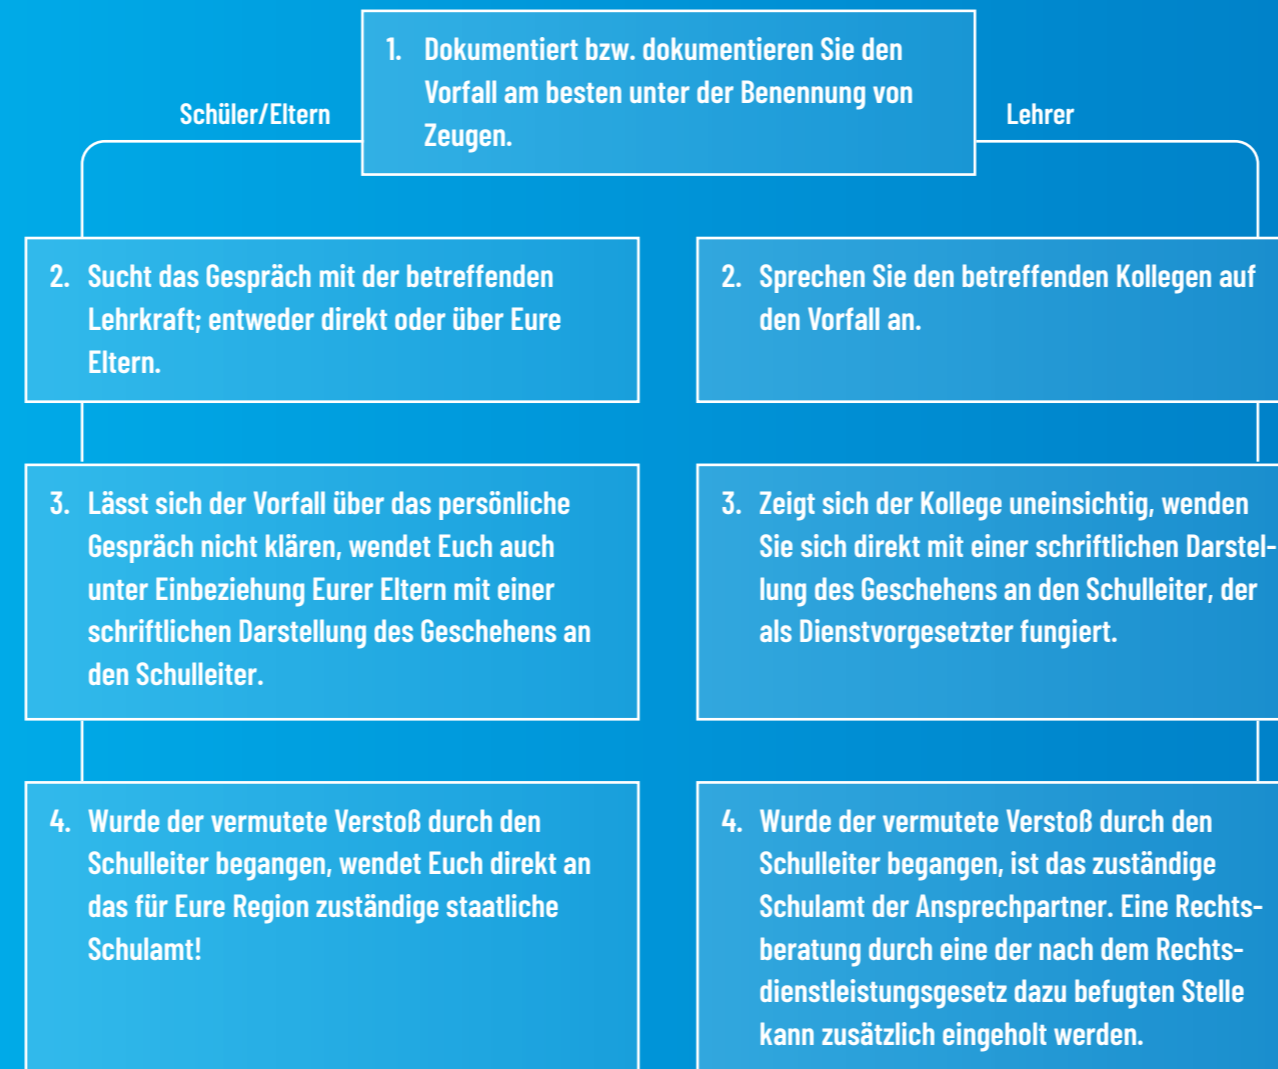 1. Dokumentiert bzw. dokumentieren Sie den
Vorfall am besten unter der Benennung von
Zeugen.
Schüler/Eltern
Lehrer
2. Sucht das Gespräch mit der betreffenden
Lehrkraft; entweder direkt oder über Eure
Eltern.
2. Sprechen Sie den betreffenden Kollegen auf
den Vorfall an.
3. Lässt sich der Vorfall über das persönliche
Gespräch nicht klären, wendet Euch auch
unter Einbeziehung Eurer Eltern mit einer
schriftlichen Darstellung des Geschehens an
den Schulleiter.
3. Zeigt sich der Kollege uneinsichtig, wenden
Sie sich direkt mit einer schriftlichen Darstel-
lung des Geschehens an den Schulleiter, der
als Dienstvorgesetzter fungiert.
4. Wurde der vermutete Verstoß durch den
Schulleiter begangen, wendet Euch direkt an
das für Eure Region zuständige staatliche
Schulamt!
4. Wurde der vermutete Verstoß durch den
Schulleiter begangen, ist das zuständige
Schulamt der Ansprechpartner. Eine Rechts-
beratung durch eine der nach dem Rechts-
dienstleistungsgesetz dazu befugten Stelle
kann zusätzlich eingeholt werden.